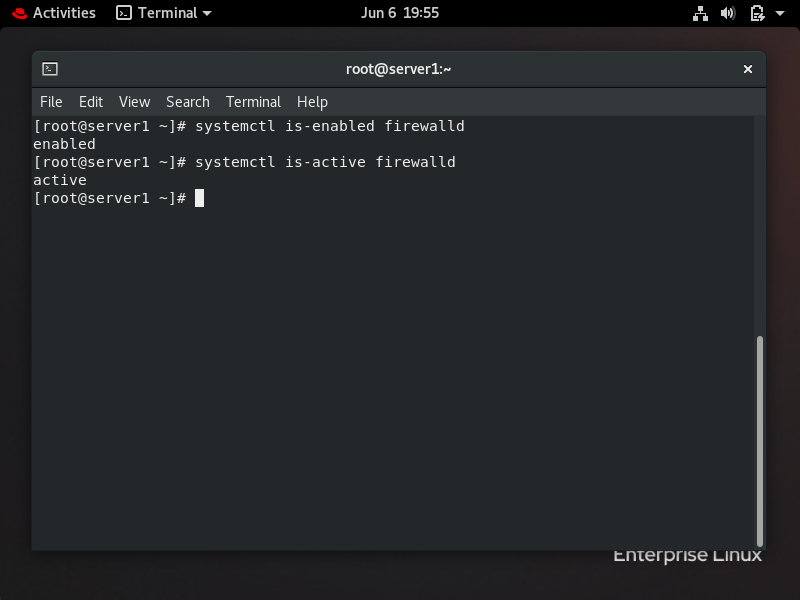 Activities Terminal Jun 6 19:55
root@server1:~
File Edit View Search Terminal Help
[root@server1 ~]# systemctl is-enabled firewalld
enabled
[root@server1 ~]# systemctl is-active firewalld
active
[root@server1 ~]#
Enterprise Linux